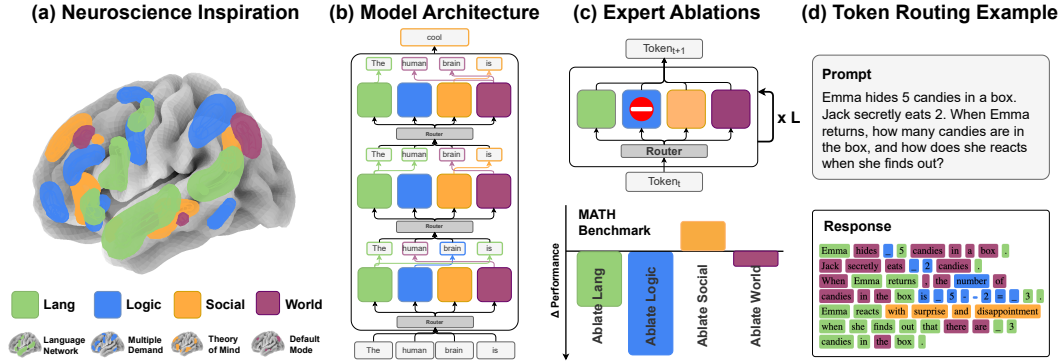 (a) Neuroscience Inspiration
Lang
Logic
Social
World
Language
Network
Multiple
Demand
Theory
of Mind
Default
Mode
(b) Model Architecture
cool
The human brain is
Router
The human brain is
Router
The human brain is
Router
The human brain is
(c) Expert Ablations
Token t+1
Router
x L
Token t
MATH
Benchmark
Δ Performance
Ablate Lang
Ablate Logic
Ablate Social
Ablate World
(d) Token Routing Example
Prompt
Emma hides 5 candies in a box.
Jack secretly eats 2. When Emma
returns, how many candies are in
the box, and how does she reacts
when she finds out?
Response
Emma hides _ 5 candies in a box .
Jack secretly eats _ 2 candies .
When Emma returns , the number of
candies in the box is _ 5 - _ 2 = _ 3 .
Emma reacts with surprise and disappointment
when she finds out that there are _ 3
candies in the box .